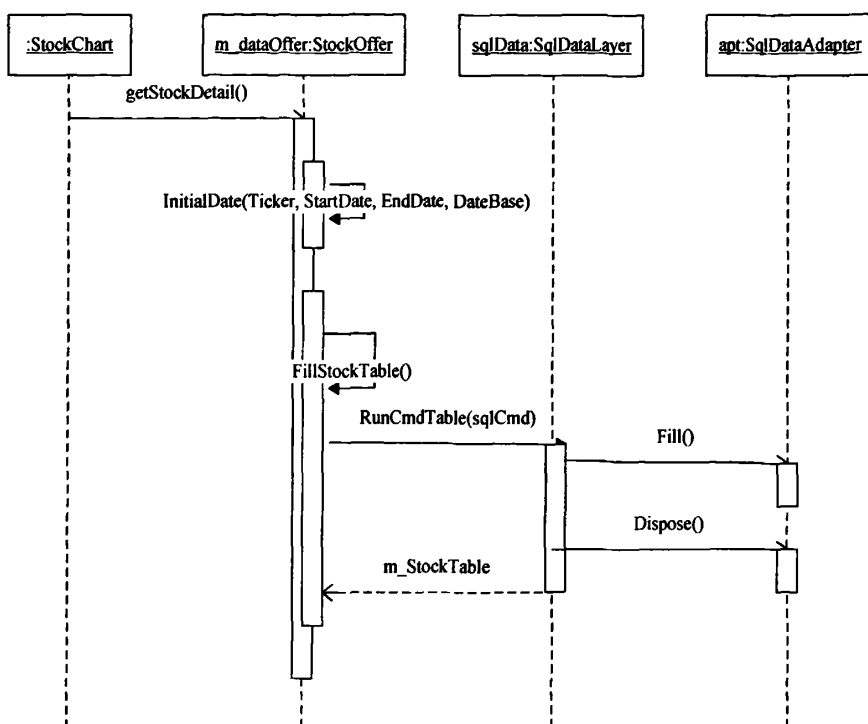 :StockChart
m_dataOffer:StockOffer
sqlData:SqlDataLayer
apt:SqlDataAdapter
getStockDetail()
InitialDate(Ticker, StartDate, EndDate, DateBase)
FillStockTable()
RunCmdTable(sqlCmd)
Fill()
Dispose()
m_StockTable